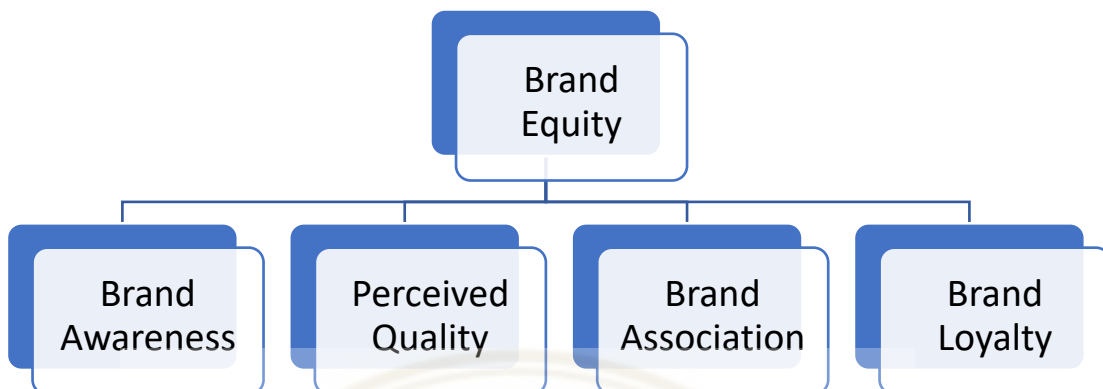 Brand
Equity
Brand
Awareness
Perceived
Quality
Brand
Association
Brand
Loyalty